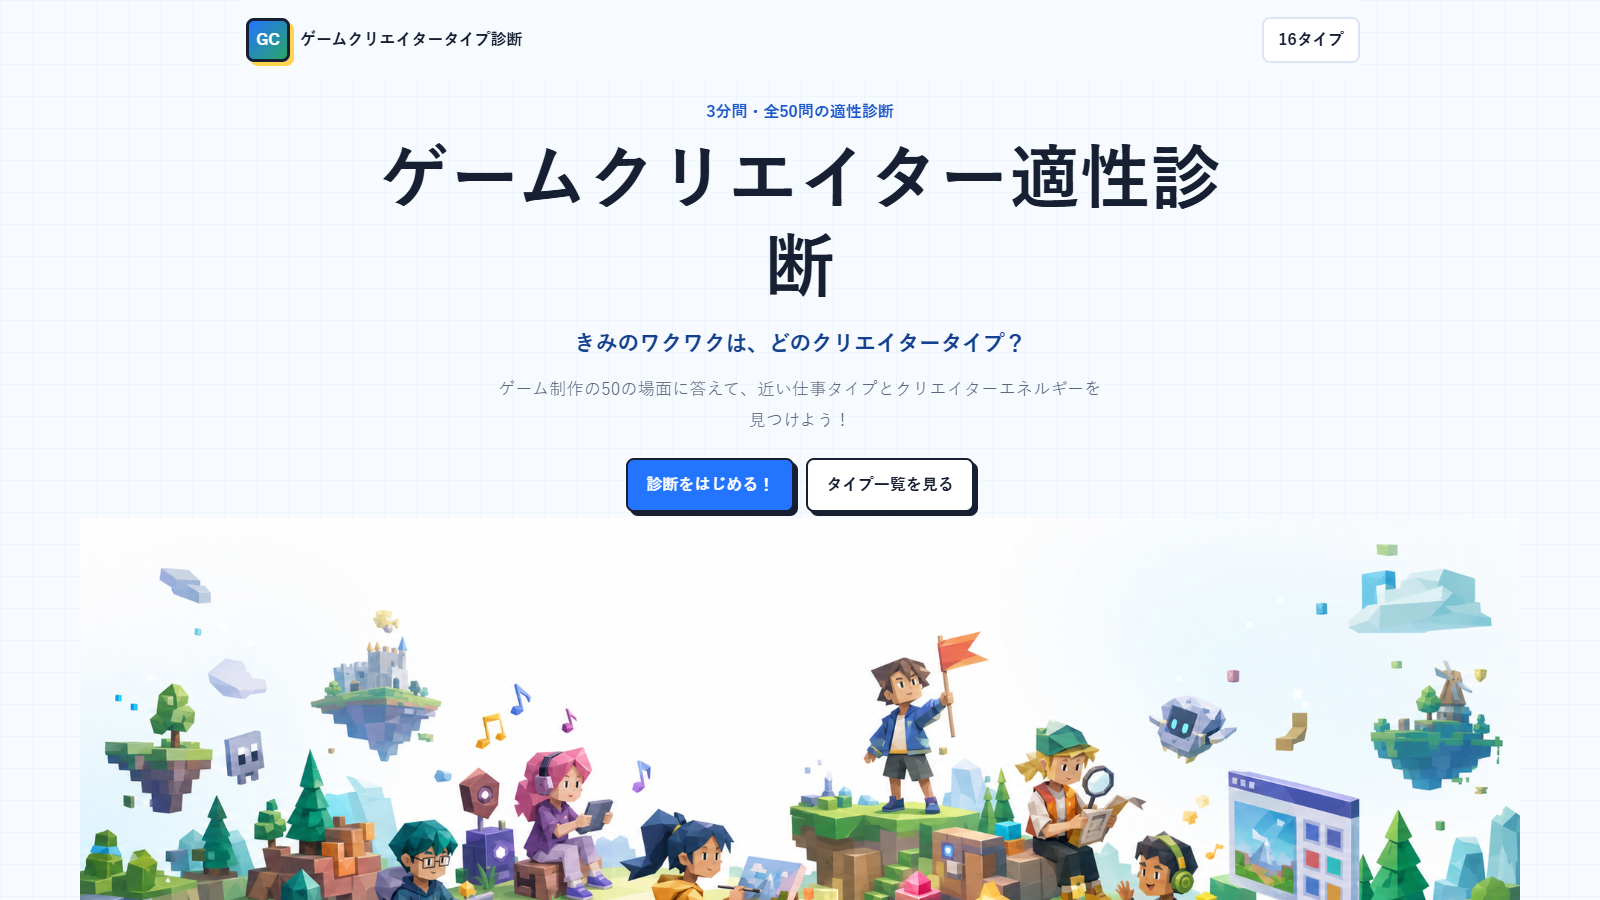 GC
ゲームクリエイタータイプ診断
16タイプ
3分間・全50問の適性診断
ゲームクリエイター適性診
断
きみのワクワクは、どのクリエイタータイプ？
ゲーム制作の50の場面に答えて、近い仕事タイプとクリエイターエネルギーを
見つけよう！
診断をはじめる！
タイプ一覧を見る